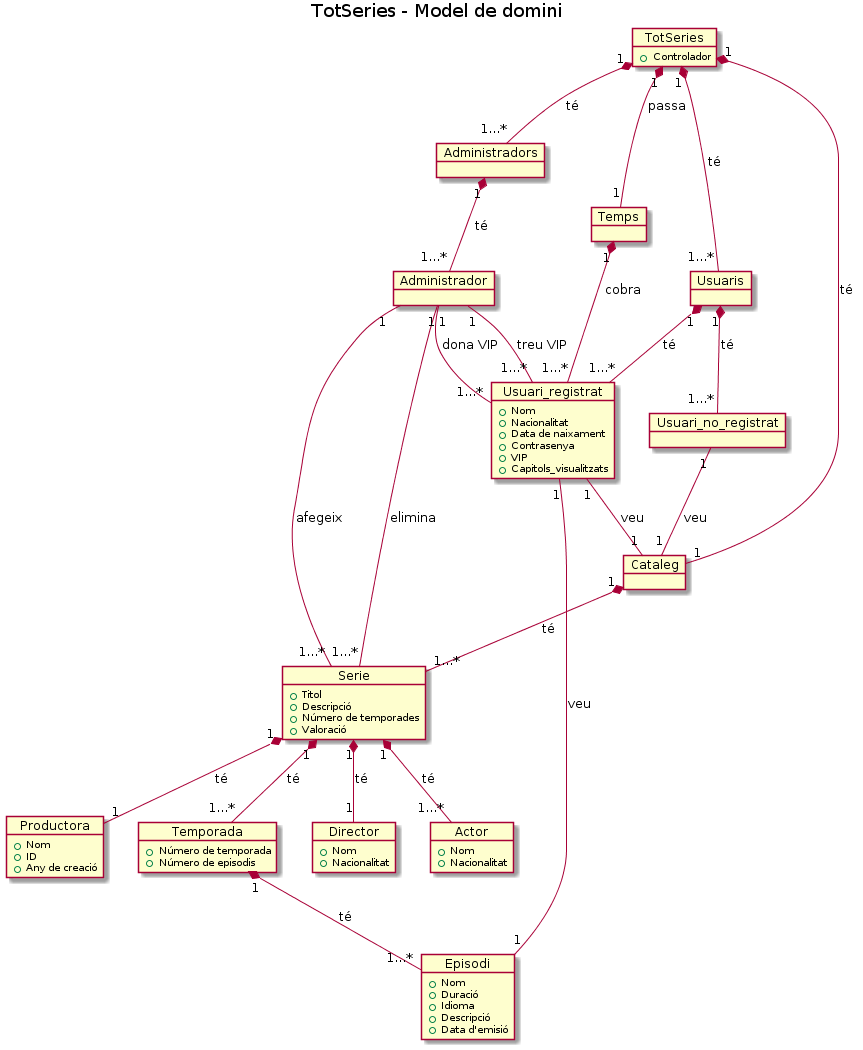 TotSeries - Model de domini
TotSeries
Controlador
1
1
1
1
té
passa
té
té
1...*
Administradors
1
té
1
Temps
1
cobra
1...*
Usuaris
1
1
té
té
1...*
Administrador
1
1
1
1
dona VIP
treu VIP
afegeix
elimina
1...*
1...*
1...*
1...*
Usuari_registrat
Nom
Nacionalitat
Data de naixament
Contrasenya
VIP
Capitols_visualitzats
1...*
Usuari_no_registrat
1
1
1
veu
veu
veu
1
1
1
Cataleg
1
té
1...*
1...*
1...*
Serie
Titol
Descripció
Número de temporades
Valoració
1
1
1
1
té
té
té
té
1
Productora
Nom
ID
Any de creació
1...*
Temporada
Número de temporada
Número de episodis
1
Director
Nom
Nacionalitat
1...*
Actor
Nom
Nacionalitat
1
té
1...*
1
Episodi
Nom
Duració
Idioma
Descripció
Data d'emisió